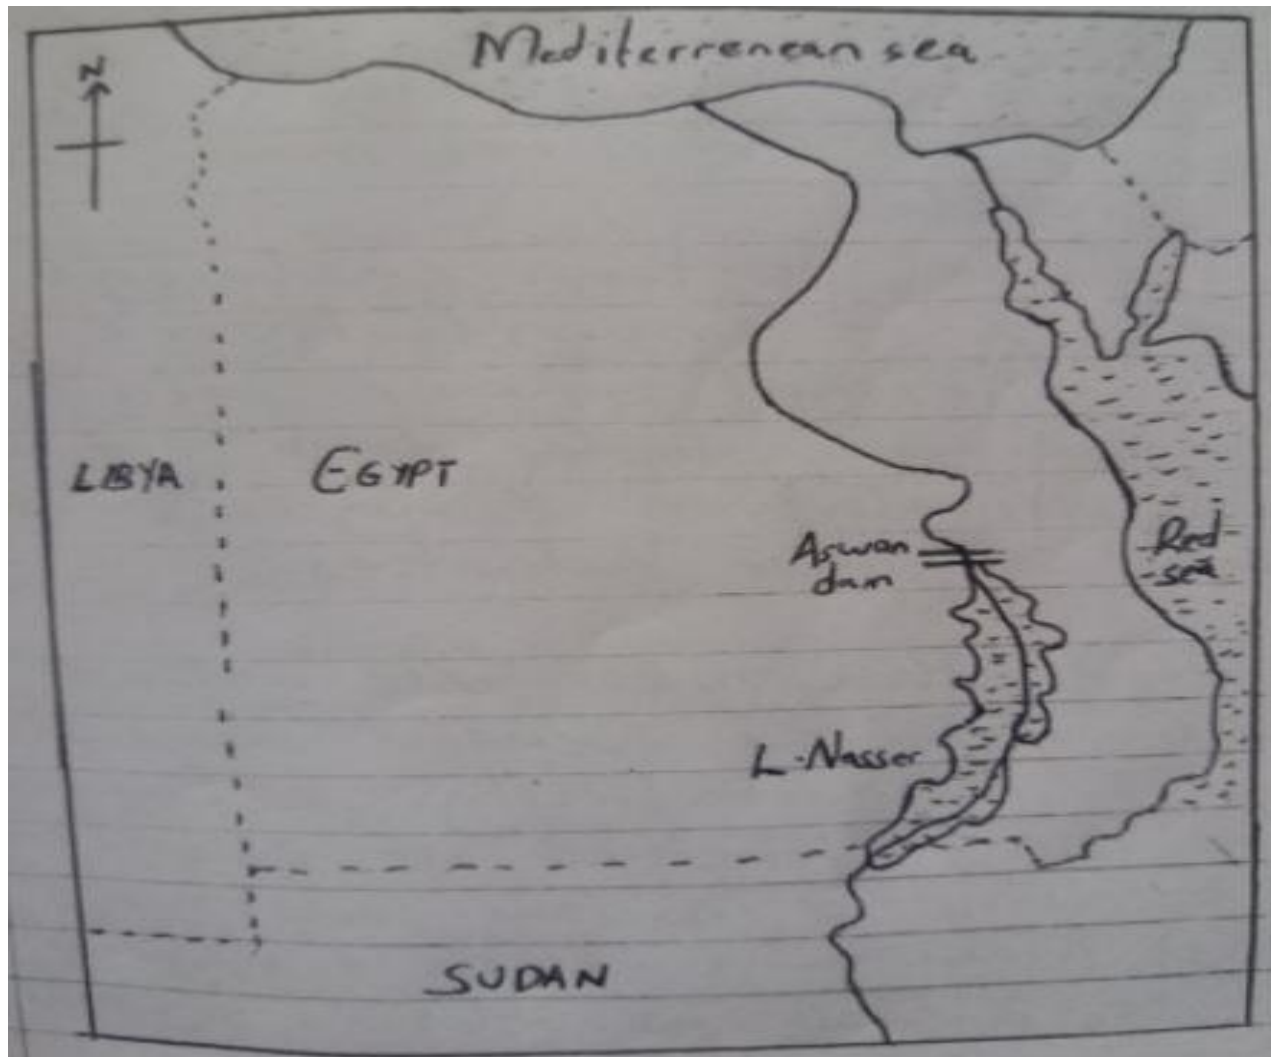 Mediterrenean sea
N
LIBYA
EGYPT
Aswan
dam
Red
sea
L-Nasser
SUDAN